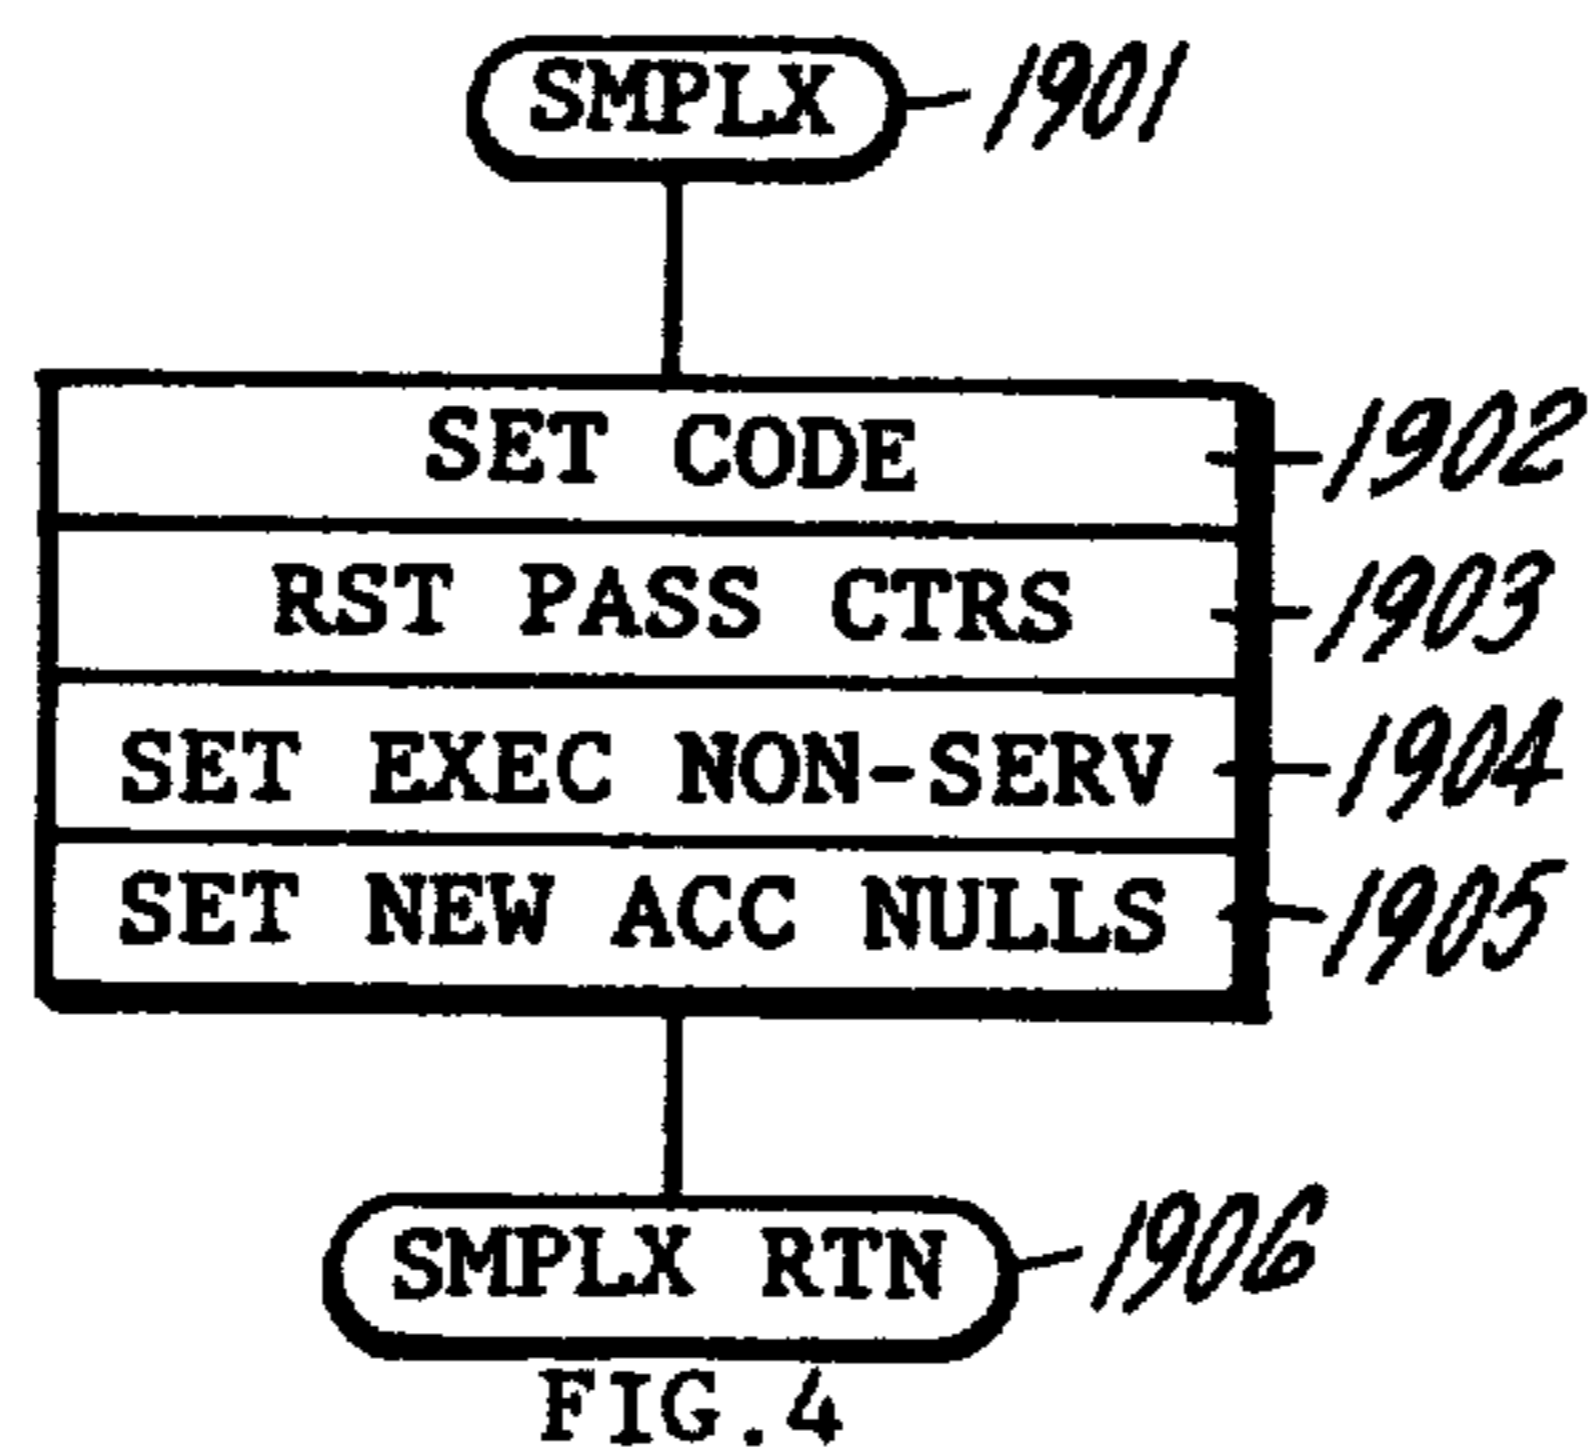 SMPLX 1901
SET CODE 1902
RST PASS CTRS 1903
SET EXEC NON-SERV 1904
SET NEW ACC NULLS 1905
SMPLX RTN 1906
FIG.4